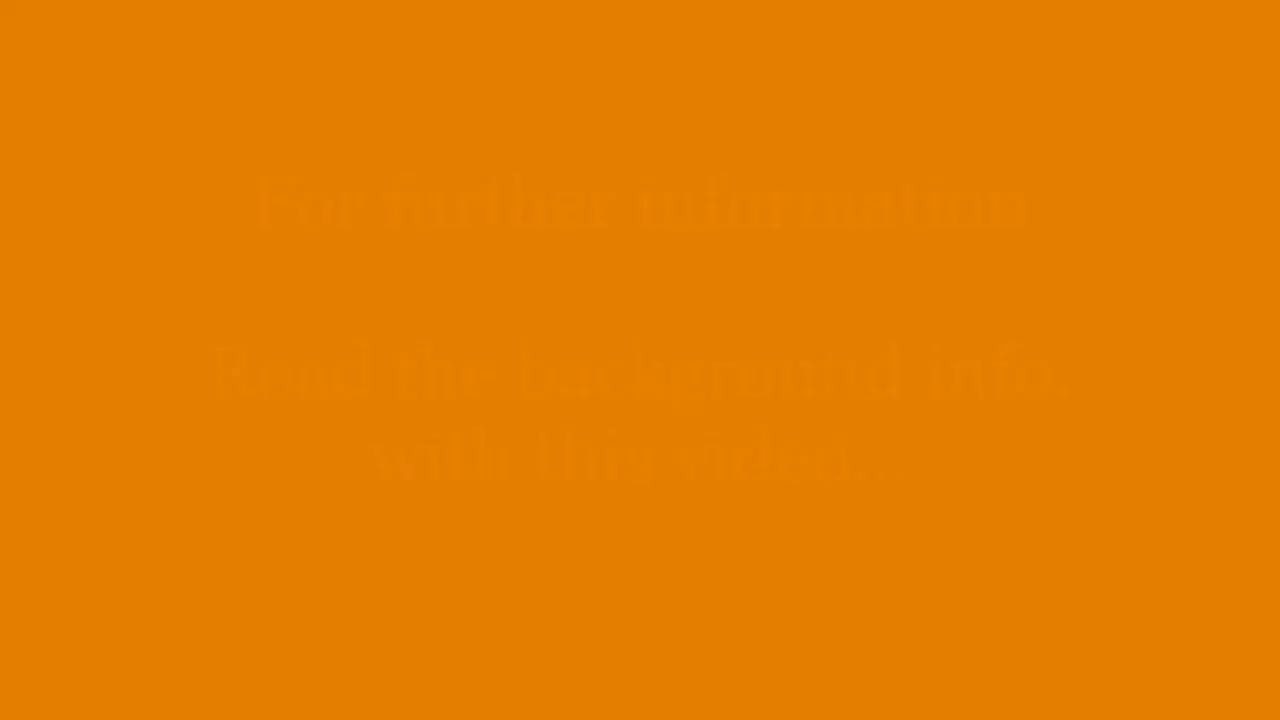 For further information
Read the background info.
with this video...